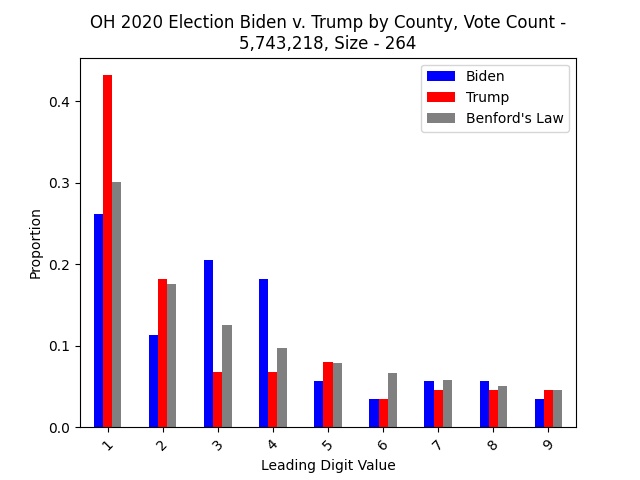 OH 2020 Election Biden v. Trump by County, Vote Count -
5,743,218, Size - 264
Biden
Trump
Benford's Law
Proportion
0.4
0.3
0.2
0.1
0.0
1 2 3 4 5 6 7 8 9
Leading Digit Value